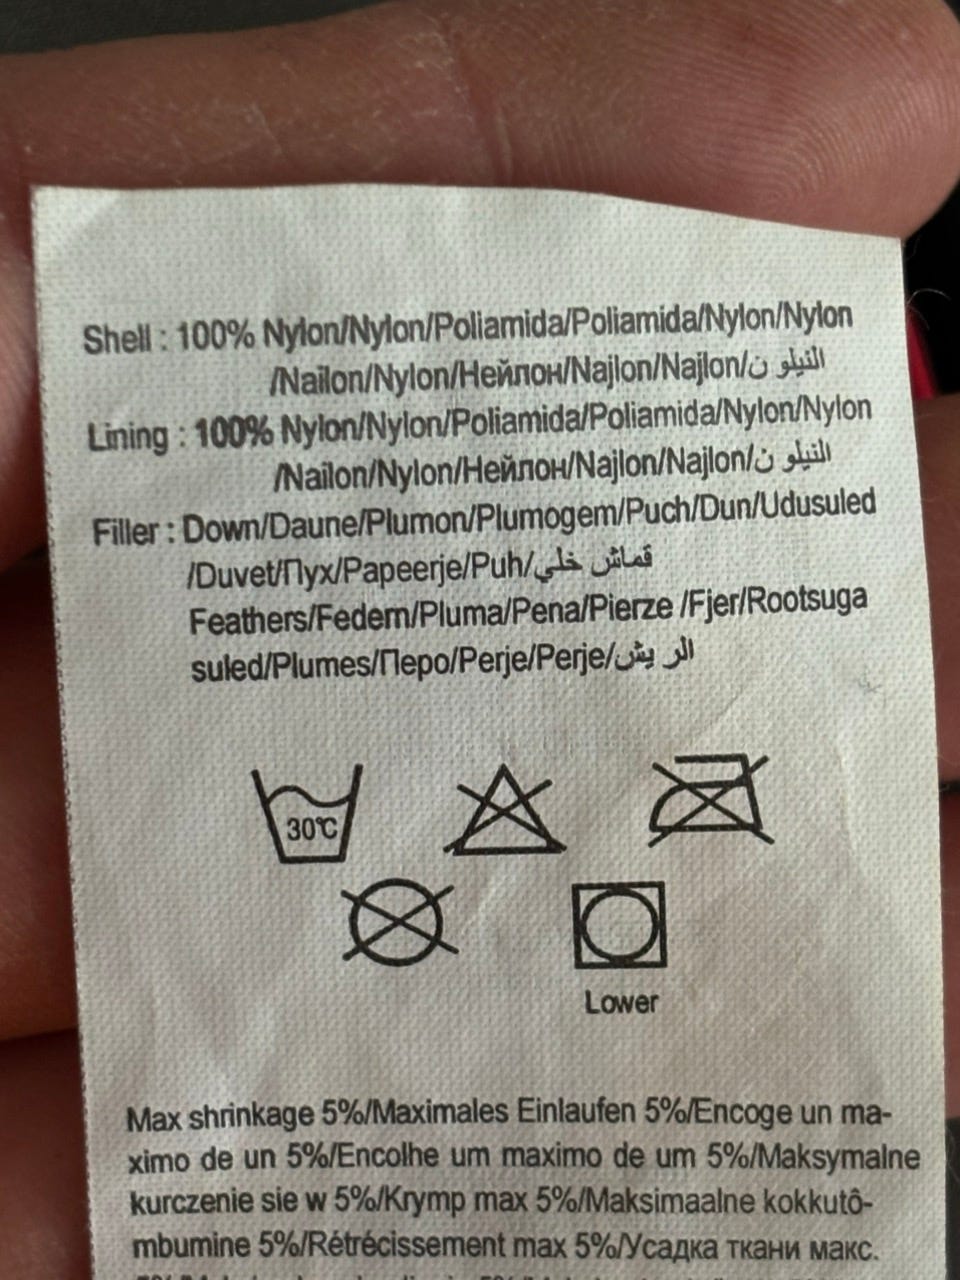 Shell : 100% Nylon/Nylon/Poliamida/Poliamida/Nylon/Nylon
/Nailon/Nylon/Нейлон/Najlon/Najlon/النيلو ن
Lining : 100% Nylon/Nylon/Poliamida/Poliamida/Nylon/Nylon
/Nailon/Nylon/Нейлон/Najlon/Najlon/النيلو ن
Filler : Down/Daune/Plumon/Plumogem/Puch/Dun/Udusuled
/Duvet/Пух/Papeerje/Puh/قماش خلي
Feathers/Federn/Pluma/Pena/Pierze /Fjer/Rootsuga
suled/Plumes/Перо/Perje/Perje/الر يش
30℃
Lower
Max shrinkage 5%/Maximales Einlaufen 5%/Encoge un ma-
ximo de un 5%/Encolhe um maximo de um 5%/Maksymalne
kurczenie sie w 5%/Krymp max 5%/Maksimaalne kokkutô-
mbumine 5%/Rétrécissement max 5%/Усадка ткани макс.